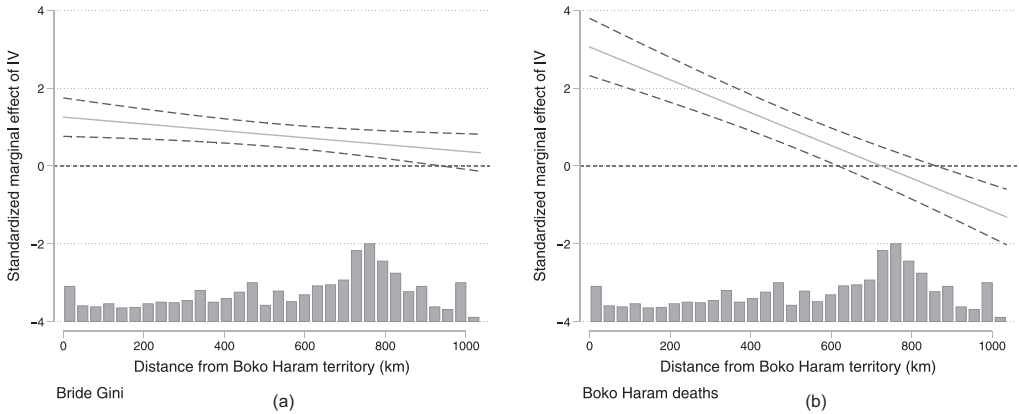 Standardized marginal effect of IV
4
2
0
−2
−4
0 200 400 600 800 1000
Distance from Boko Haram territory (km)
Bride Gini
(a)
Standardized marginal effect of IV
4
2
0
−2
−4
0 200 400 600 800 1000
Distance from Boko Haram territory (km)
Boko Haram deaths
(b)